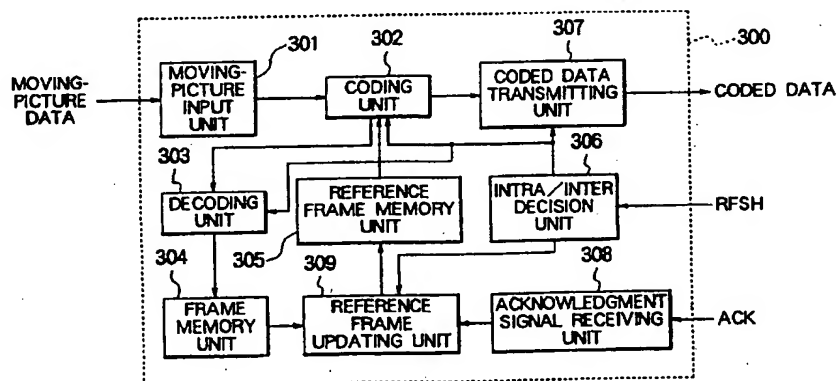 301
302
307
300
MOVING-
PICTURE
DATA
MOVING-
PICTURE
INPUT
UNIT
CODING
UNIT
CODED DATA
TRANSMITTING
UNIT
CODED DATA
303
306
DECODING
UNIT
REFERENCE
FRAME MEMORY
UNIT
INTRA/INTER
DECISION
UNIT
RFSH
304
305
309
308
FRAME
MEMORY
UNIT
REFERENCE
FRAME
UPDATING UNIT
ACKNOWLEDGMENT
SIGNAL RECEIVING
UNIT
ACK